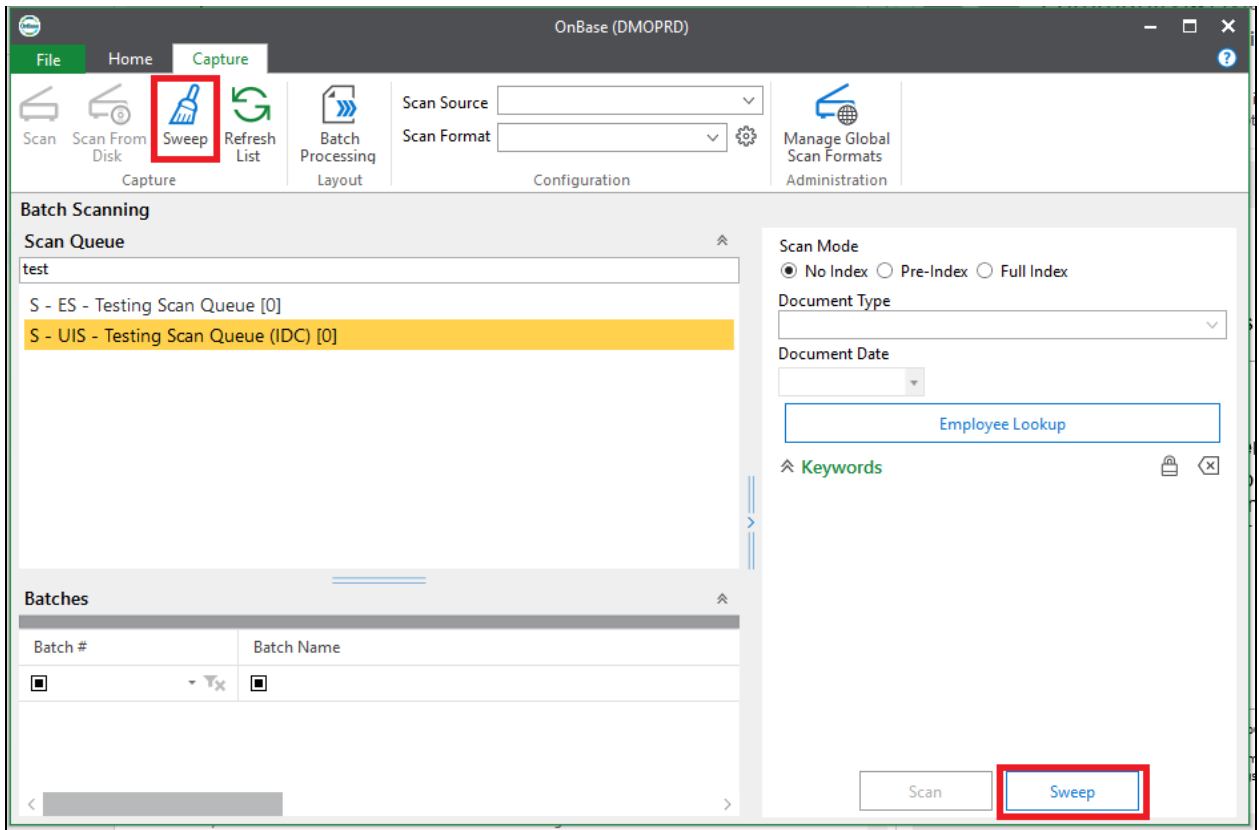 OnBase
OnBase (DMOPRD)
File Home Capture
Scan
Scan From Disk
Sweep
Refresh List
Batch Processing
Scan Source
Scan Format
Manage Global Scan Formats
Capture Layout Configuration Administration
Batch Scanning
Scan Queue
test
S - ES - Testing Scan Queue [0]
S - UIS - Testing Scan Queue (IDC) [0]
Batches
Batch # Batch Name
Scan Mode
No Index Pre-Index Full Index
Document Type
Document Date
Employee Lookup
Keywords
Scan Sweep